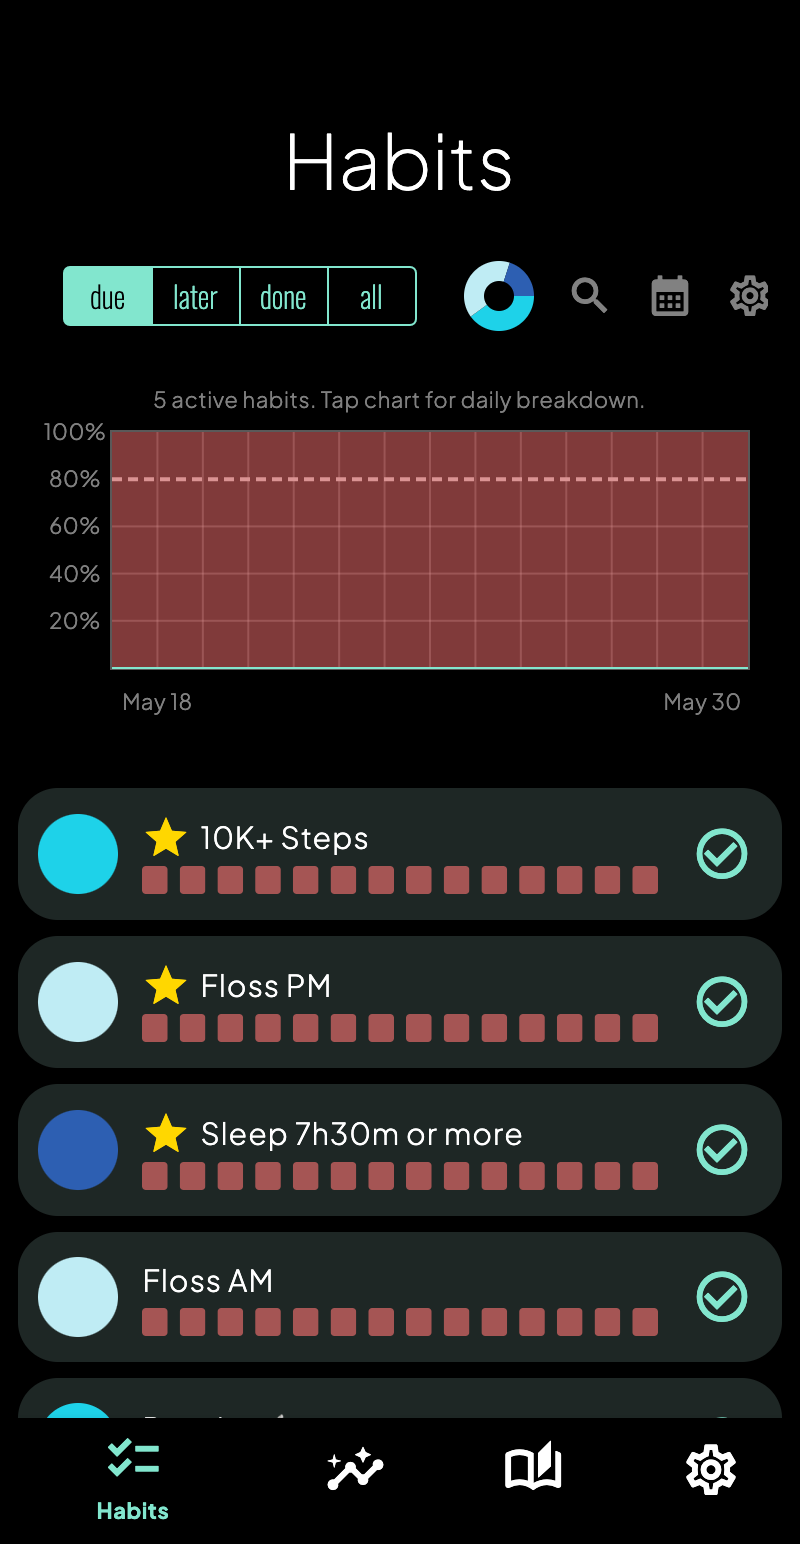 Habits
due later done all
5 active habits. Tap chart for daily breakdown.
100%
80%
60%
40%
20%
May 18 May 30
10K+ Steps
Floss PM
Sleep 7h30m or more
Floss AM
Habits